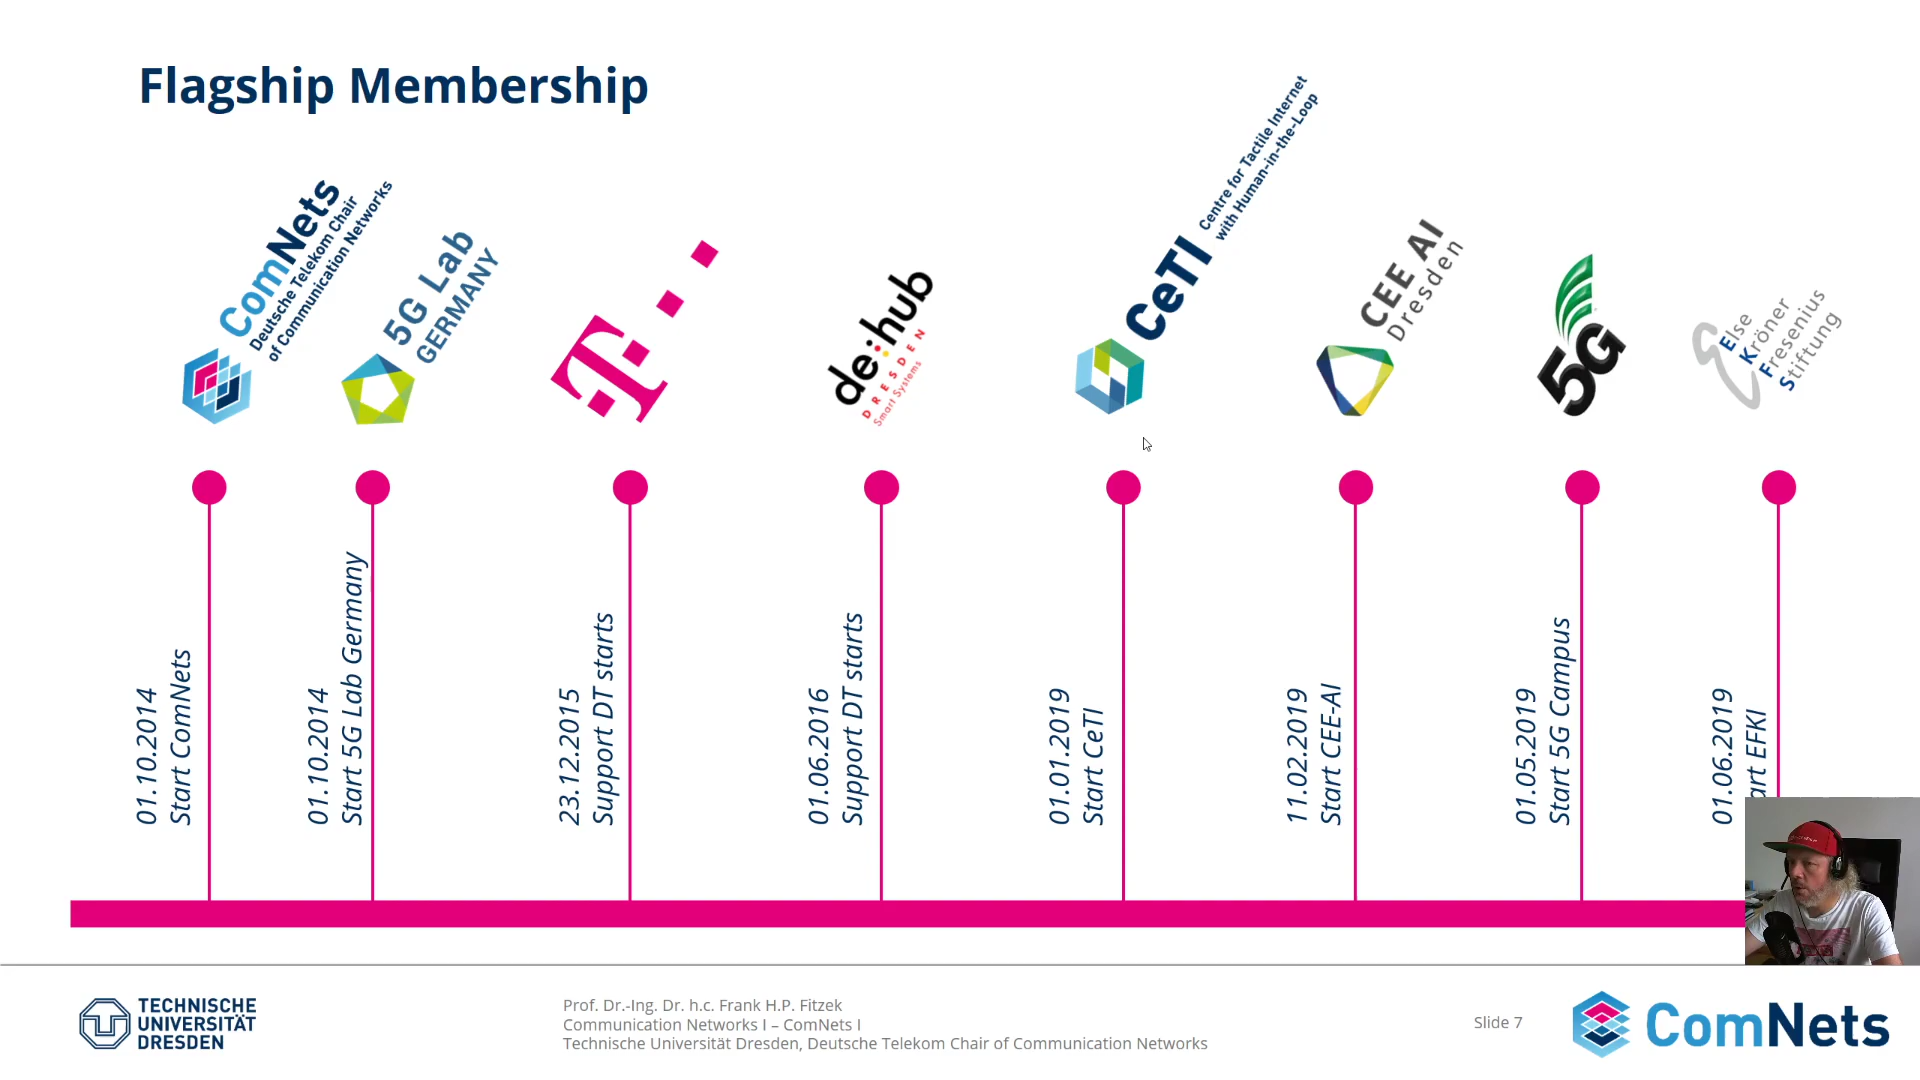 Flagship Membership
ComNets
Deutsche Telekom Chair
of Communication Networks
5G Lab
GERMANY
T
de:hub
DRESDEN
Smart Systems
CeTI
Centre for Tactile Internet
with Human-in-the-Loop
CEE AI
Dresden
5G
Else
Kröner
Fresenius
Stiftung
01.10.2014
Start ComNets
01.10.2014
Start 5G Lab Germany
23.12.2015
Support DT starts
01.06.2016
Support DT starts
01.01.2019
Start CeTI
11.02.2019
Start CEE-AI
01.05.2019
Start 5G Campus
01.06.2019
art EFKI
TECHNISCHE
UNIVERSITÄT
DRESDEN
Prof. Dr.-Ing. Dr. h.c. Frank H.P. Fitzek
Communication Networks I – ComNets I
Technische Universität Dresden, Deutsche Telekom Chair of Communication Networks
Slide 7
ComNets